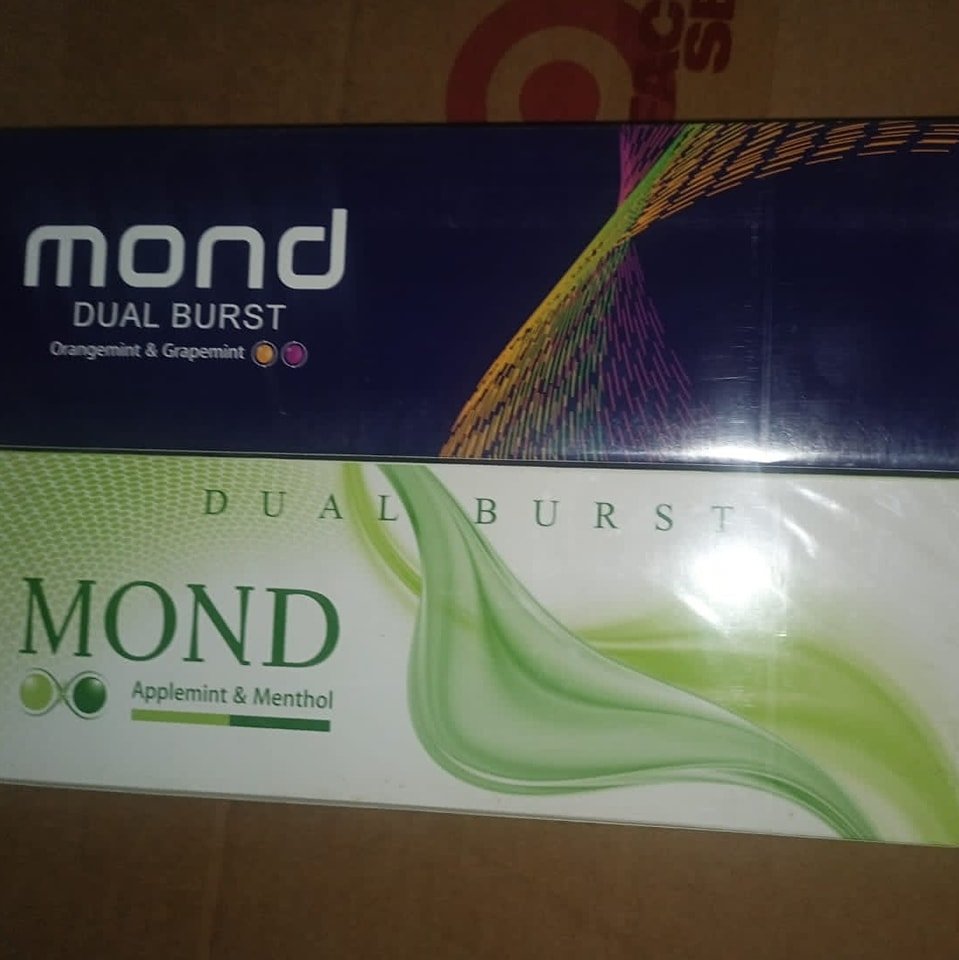 mond
DUAL BURST
Orangemint & Grapemint
DUAL BURST
MOND
Applemint & Menthol